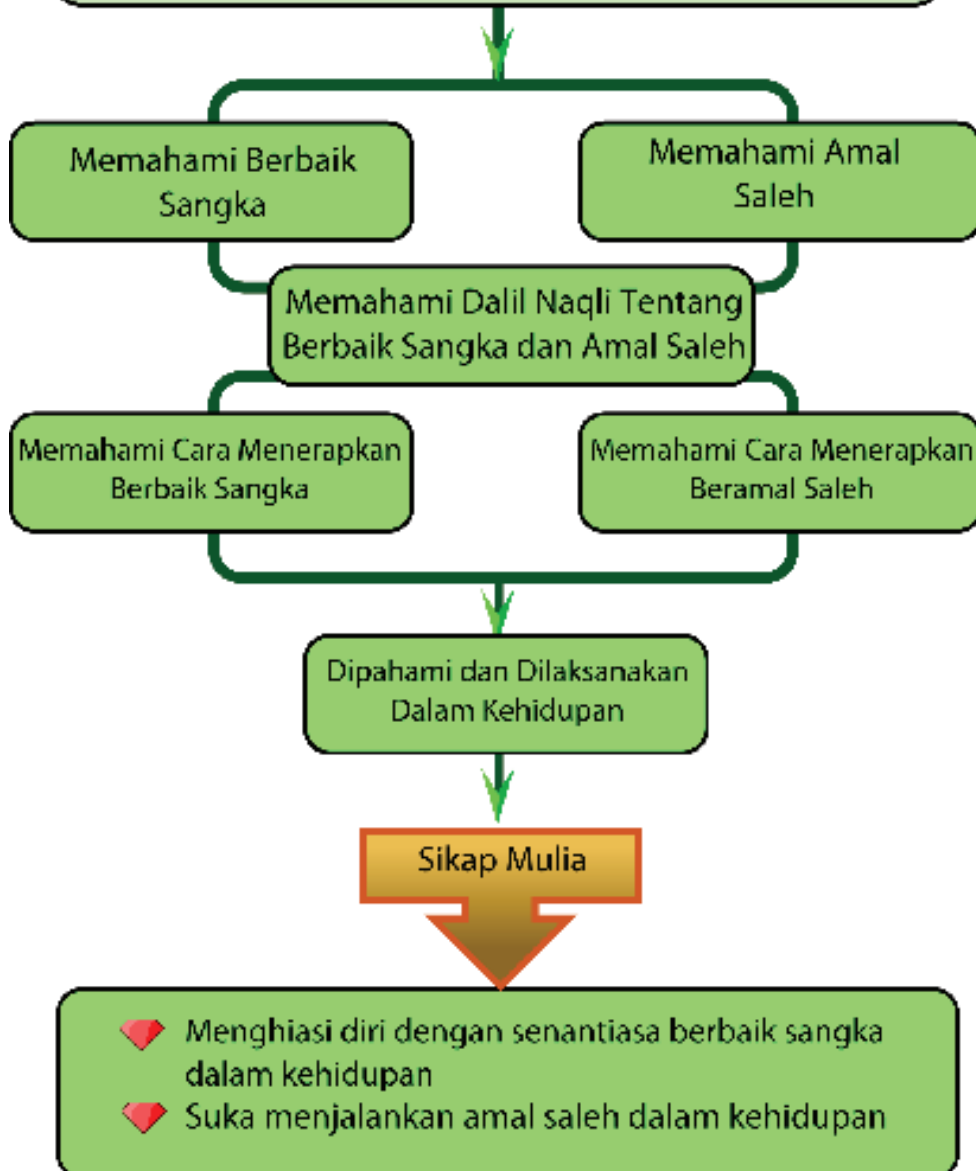 Memahami Berbaik
Sangka
Memahami Amal
Saleh
Memahami Dalil Naqli Tentang
Berbaik Sangka dan Amal Saleh
Memahami Cara Menerapkan
Berbaik Sangka
Memahami Cara Menerapkan
Beramal Saleh
Dipahami dan Dilaksanakan
Dalam Kehidupan
Sikap Mulia
Menghiasi diri dengan senantiasa berbaik sangka
dalam kehidupan
Suka menjalankan amal saleh dalam kehidupan